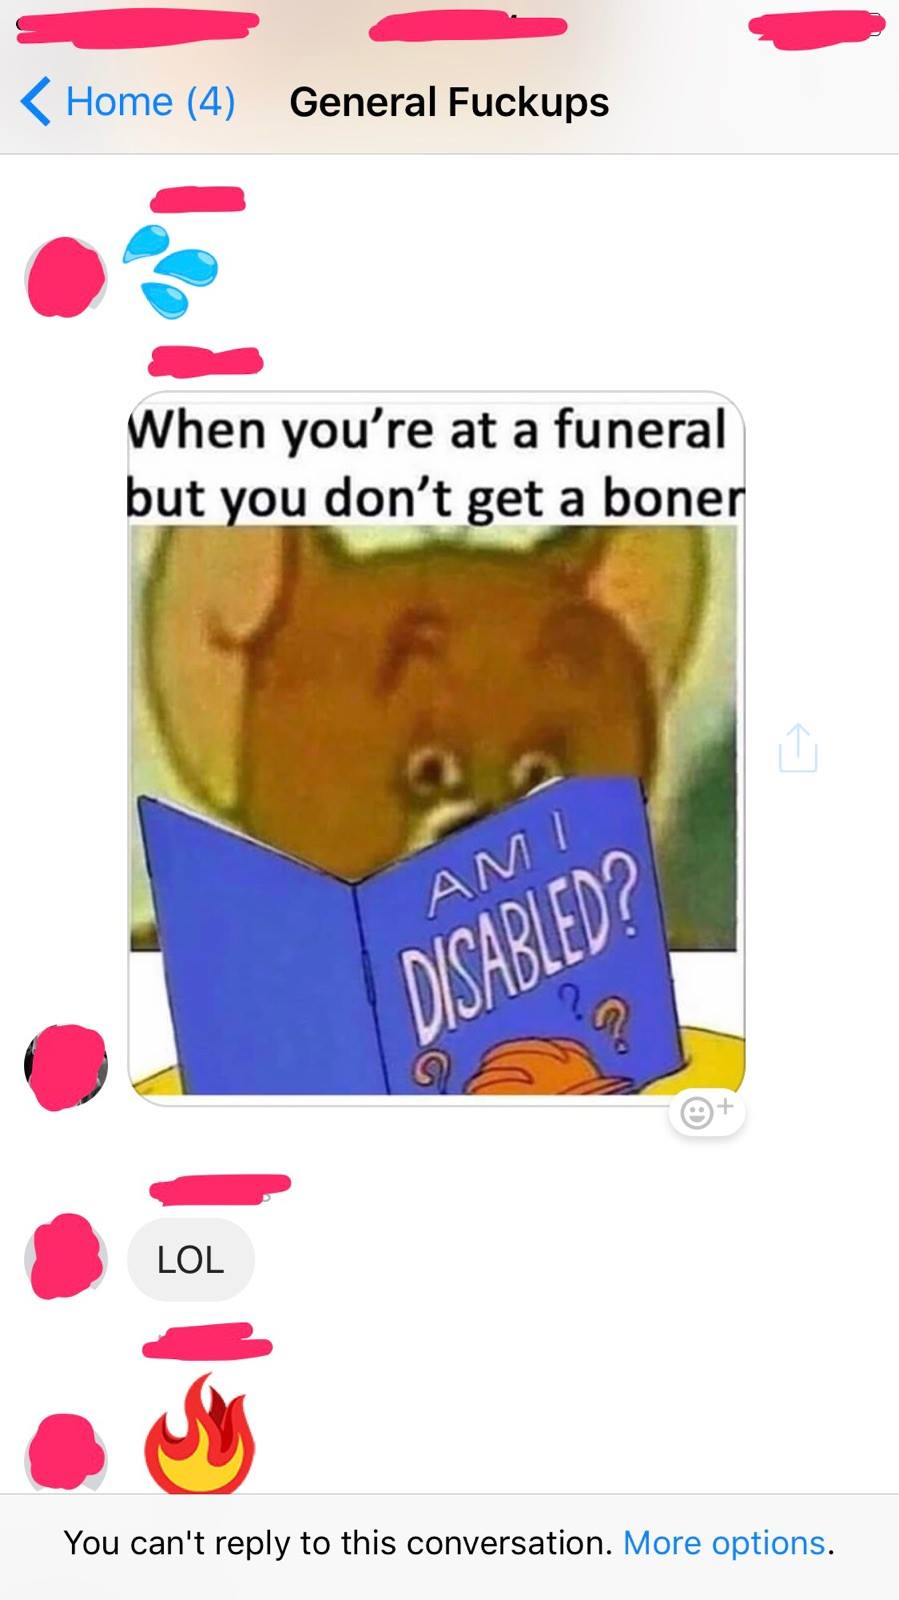 Home (4) General Fuckups
When you're at a funeral
but you don't get a boner
AM I
DISABLED?
? ?
?
LOL
You can't reply to this conversation. More options.